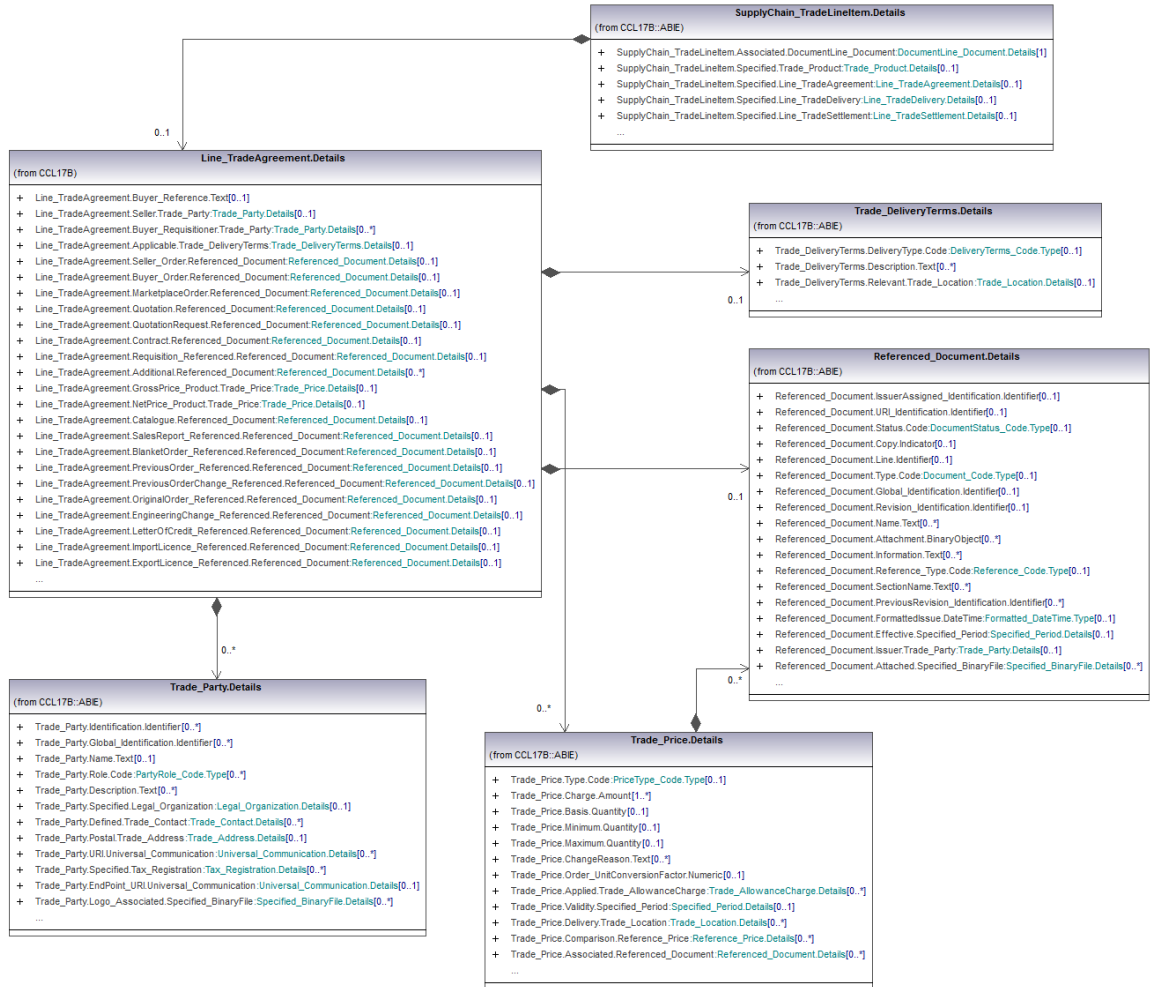 SupplyChain_TradeLineItem.Details
(from CCL17B::ABIE)
+ SupplyChain_TradeLineItem.Associated.DocumentLine_Document:DocumentLine_Document.Details[1]
+ SupplyChain_TradeLineItem.Specified.Trade_Product:Trade_Product.Details[0..1]
+ SupplyChain_TradeLineItem.Specified.Line_TradeAgreement:Line_TradeAgreement.Details[0..1]
+ SupplyChain_TradeLineItem.Specified.Line_TradeDelivery:Line_TradeDelivery.Details[0..1]
+ SupplyChain_TradeLineItem.Specified.Line_TradeSettlement:Line_TradeSettlement.Details[0..1]
...
0..1
Line_TradeAgreement.Details
(from CCL17B)
+ Line_TradeAgreement.Buyer_Reference.Text[0..1]
+ Line_TradeAgreement.Seller.Trade_Party:Trade_Party.Details[0..1]
+ Line_TradeAgreement.Buyer_Requisitioner.Trade_Party:Trade_Party.Details[0..*]
+ Line_TradeAgreement.Applicable.Trade_DeliveryTerms:Trade_DeliveryTerms.Details[0..1]
+ Line_TradeAgreement.Seller_Order.Referenced_Document:Referenced_Document.Details[0..1]
+ Line_TradeAgreement.Buyer_Order.Referenced_Document:Referenced_Document.Details[0..1]
+ Line_TradeAgreement.MarketplaceOrder.Referenced_Document:Referenced_Document.Details[0..1]
+ Line_TradeAgreement.Quotation.Referenced_Document:Referenced_Document.Details[0..1]
+ Line_TradeAgreement.QuotationRequest.Referenced_Document:Referenced_Document.Details[0..1]
+ Line_TradeAgreement.Contract.Referenced_Document:Referenced_Document.Details[0..1]
+ Line_TradeAgreement.Requisition_Referenced.Referenced_Document:Referenced_Document.Details[0..1]
+ Line_TradeAgreement.Additional.Referenced_Document:Referenced_Document.Details[0..*]
+ Line_TradeAgreement.GrossPrice_Product.Trade_Price:Trade_Price.Details[0..1]
+ Line_TradeAgreement.NetPrice_Product.Trade_Price:Trade_Price.Details[0..1]
+ Line_TradeAgreement.Catalogue.Referenced_Document:Referenced_Document.Details[0..1]
+ Line_TradeAgreement.SalesReport_Referenced.Referenced_Document:Referenced_Document.Details[0..1]
+ Line_TradeAgreement.BlanketOrder_Referenced.Referenced_Document:Referenced_Document.Details[0..1]
+ Line_TradeAgreement.PreviousOrder_Referenced.Referenced_Document:Referenced_Document.Details[0..1]
+ Line_TradeAgreement.PreviousOrderChange_Referenced.Referenced_Document:Referenced_Document.Details[0..1]
+ Line_TradeAgreement.OriginalOrder_Referenced.Referenced_Document:Referenced_Document.Details[0..1]
+ Line_TradeAgreement.EngineeringChange_Referenced.Referenced_Document:Referenced_Document.Details[0..1]
+ Line_TradeAgreement.LetterOfCredit_Referenced.Referenced_Document:Referenced_Document.Details[0..1]
+ Line_TradeAgreement.ImportLicence_Referenced.Referenced_Document:Referenced_Document.Details[0..1]
+ Line_TradeAgreement.ExportLicence_Referenced.Referenced_Document:Referenced_Document.Details[0..1]
...
Trade_DeliveryTerms.Details
(from CCL17B::ABIE)
+ Trade_DeliveryTerms.DeliveryType.Code:DeliveryTerms_Code.Type[0..1]
+ Trade_DeliveryTerms.Description.Text[0..*]
+ Trade_DeliveryTerms.Relevant.Trade_Location:Trade_Location.Details[0..1]
...
0..1
Referenced_Document.Details
(from CCL17B::ABIE)
+ Referenced_Document.IssuerAssigned_Identification.Identifier[0..1]
+ Referenced_Document.URI_Identification.Identifier[0..1]
+ Referenced_Document.Status.Code:DocumentStatus_Code.Type[0..1]
+ Referenced_Document.Copy.Indicator[0..1]
+ Referenced_Document.Line.Identifier[0..1]
+ Referenced_Document.Type.Code:Document_Code.Type[0..1]
+ Referenced_Document.Global_Identification.Identifier[0..1]
+ Referenced_Document.Revision_Identification.Identifier[0..1]
+ Referenced_Document.Name.Text[0..*]
+ Referenced_Document.Attachment.BinaryObject[0..*]
+ Referenced_Document.Information.Text[0..*]
+ Referenced_Document.Reference_Type.Code:Reference_Code.Type[0..1]
+ Referenced_Document.SectionName.Text[0..*]
+ Referenced_Document.PreviousRevision_Identification.Identifier[0..*]
+ Referenced_Document.FormattedIssue.DateTime:Formatted_DateTime.Type[0..1]
+ Referenced_Document.Effective.Specified_Period:Specified_Period.Details[0..1]
+ Referenced_Document.Issuer.Trade_Party:Trade_Party.Details[0..1]
+ Referenced_Document.Attached.Specified_BinaryFile:Specified_BinaryFile.Details[0..*]
...
0..1
0..*
0..*
0..*
Trade_Party.Details
(from CCL17B::ABIE)
+ Trade_Party.Identification.Identifier[0..*]
+ Trade_Party.Global_Identification.Identifier[0..*]
+ Trade_Party.Name.Text[0..1]
+ Trade_Party.Role.Code:PartyRole_Code.Type[0..*]
+ Trade_Party.Description.Text[0..*]
+ Trade_Party.Specified.Legal_Organization:Legal_Organization.Details[0..1]
+ Trade_Party.Defined.Trade_Contact:Trade_Contact.Details[0..*]
+ Trade_Party.Postal.Trade_Address:Trade_Address.Details[0..1]
+ Trade_Party.URI.Universal_Communication:Universal_Communication.Details[0..*]
+ Trade_Party.Specified.Tax_Registration:Tax_Registration.Details[0..*]
+ Trade_Party.EndPoint_URI.Universal_Communication:Universal_Communication.Details[0..1]
+ Trade_Party.Logo_Associated.Specified_BinaryFile:Specified_BinaryFile.Details[0..*]
...
Trade_Price.Details
(from CCL17B::ABIE)
+ Trade_Price.Type.Code:PriceType_Code.Type[0..1]
+ Trade_Price.Charge.Amount[1..*]
+ Trade_Price.Basis.Quantity[0..1]
+ Trade_Price.Minimum.Quantity[0..1]
+ Trade_Price.Maximum.Quantity[0..1]
+ Trade_Price.ChangeReason.Text[0..*]
+ Trade_Price.Order_UnitConversionFactor.Numeric[0..1]
+ Trade_Price.Applied.Trade_AllowanceCharge:Trade_AllowanceCharge.Details[0..*]
+ Trade_Price.Validity.Specified_Period:Specified_Period.Details[0..1]
+ Trade_Price.Delivery.Trade_Location:Trade_Location.Details[0..*]
+ Trade_Price.Comparison.Reference_Price:Reference_Price.Details[0..*]
+ Trade_Price.Associated.Referenced_Document:Referenced_Document.Details[0..*]
...